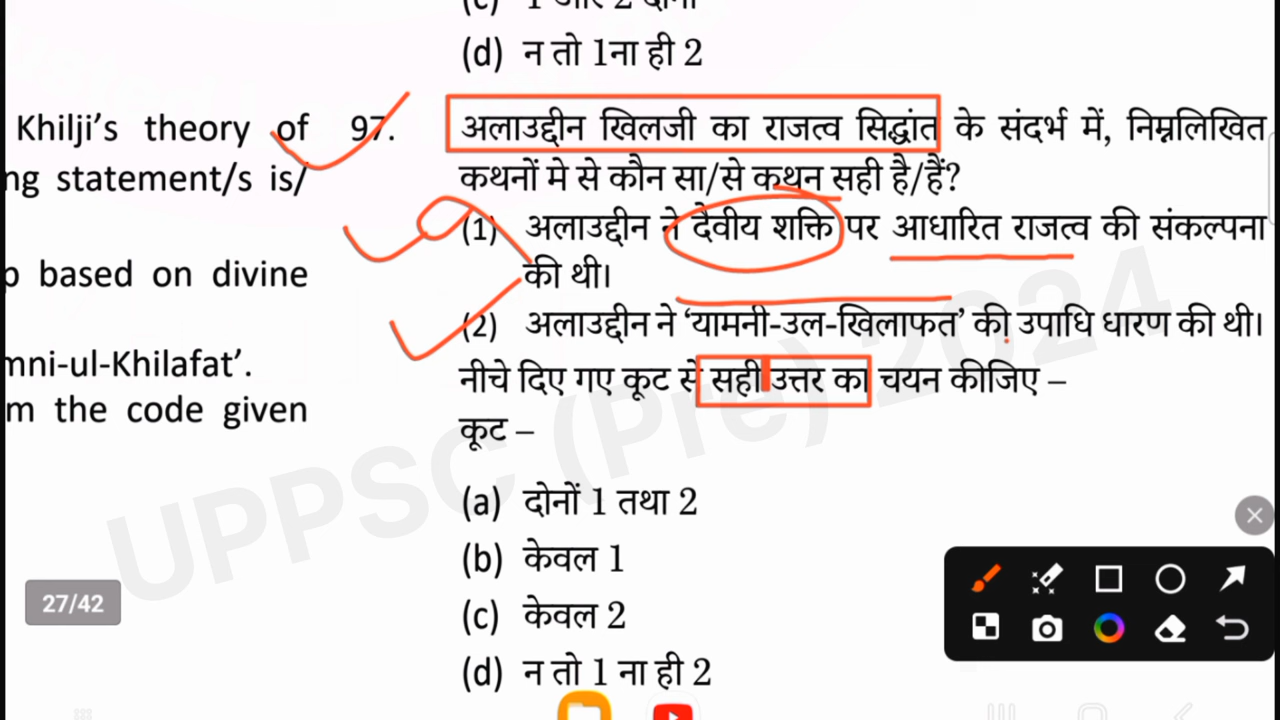 (c) 1 और 2 दोनों
(d) न तो 1ना ही 2
Khilji’s theory of
ng statement/s is/
p based on divine
mni-ul-Khilafat’.
m the code given
97. अलाउद्दीन खिलजी का राजत्व सिद्धांत के संदर्भ में, निम्नलिखित
कथनों मे से कौन सा/से कथन सही है/हैं?
(1) अलाउद्दीन ने दैवीय शक्ति पर आधारित राजत्व की संकल्पना
की थी।
(2) अलाउद्दीन ने ‘यामनी-उल-खिलाफत’ की उपाधि धारण की थी।
नीचे दिए गए कूट से सही उत्तर का चयन कीजिए –
कूट –
(a) दोनों 1 तथा 2
(b) केवल 1
(c) केवल 2
(d) न तो 1 ना ही 2
UPPSC (Pre) 2024
27/42